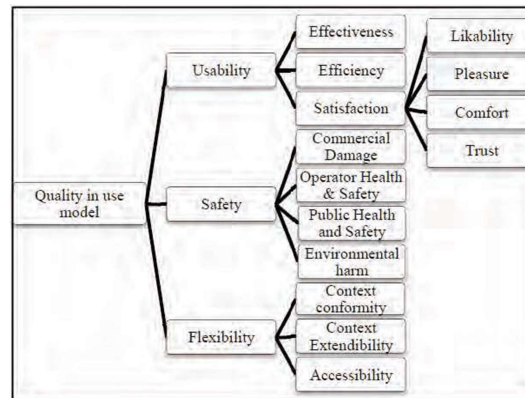 Quality in use
model
Usability
Effectiveness
Efficiency
Satisfaction
Likability
Pleasure
Comfort
Trust
Safety
Commercial
Damage
Operator Health
& Safety
Public Health
and Safety
Environmental
harm
Flexibility
Context
conformity
Context
Extendibility
Accessibility